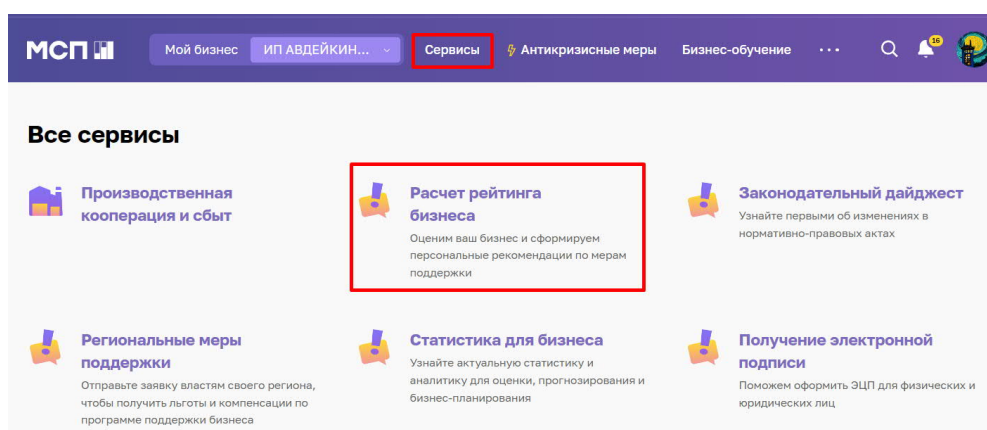 МСП Мой бизнес ИП АВДЕЙКИН... Сервисы Антикризисные меры Бизнес-обучение ... 16
Все сервисы
Производственная
кооперация и сбыт
Расчет рейтинга
бизнеса
Оценим ваш бизнес и сформируем
персональные рекомендации по мерам
поддержки
Законодательный дайджест
Узнайте первыми об изменениях в
нормативно-правовых актах
Региональные меры
поддержки
Отправьте заявку властям своего региона,
чтобы получить льготы и компенсации по
программе поддержки бизнеса
Статистика для бизнеса
Узнайте актуальную статистику и
аналитику для оценки, прогнозирования и
бизнес-планирования
Получение электронной
подписи
Поможем оформить ЭЦП для физических и
юридических лиц